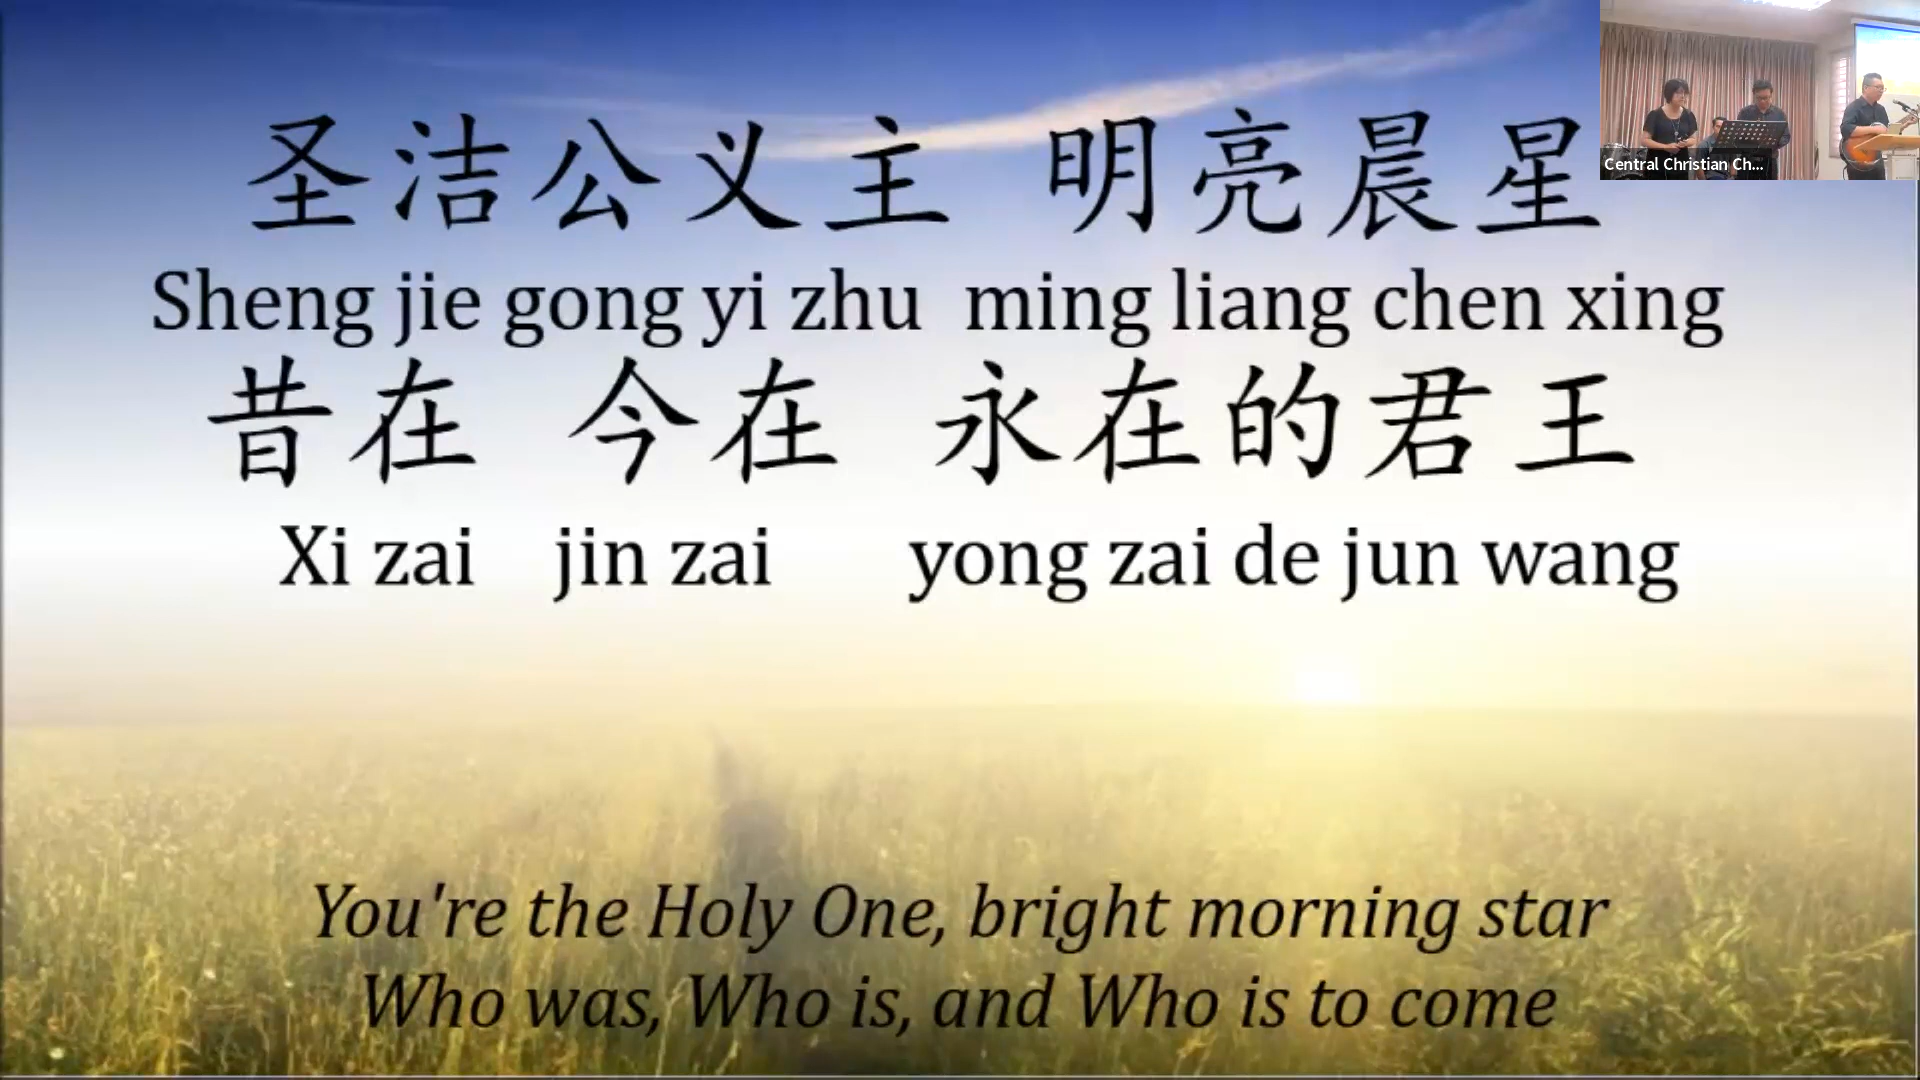 圣洁公义主 明亮晨星
Sheng jie gong yi zhu ming liang chen xing
昔在 今在 永在的君王
Xi zai jin zai yong zai de jun wang
You're the Holy One, bright morning star
Who was, Who is, and Who is to come
Central Christian Ch...